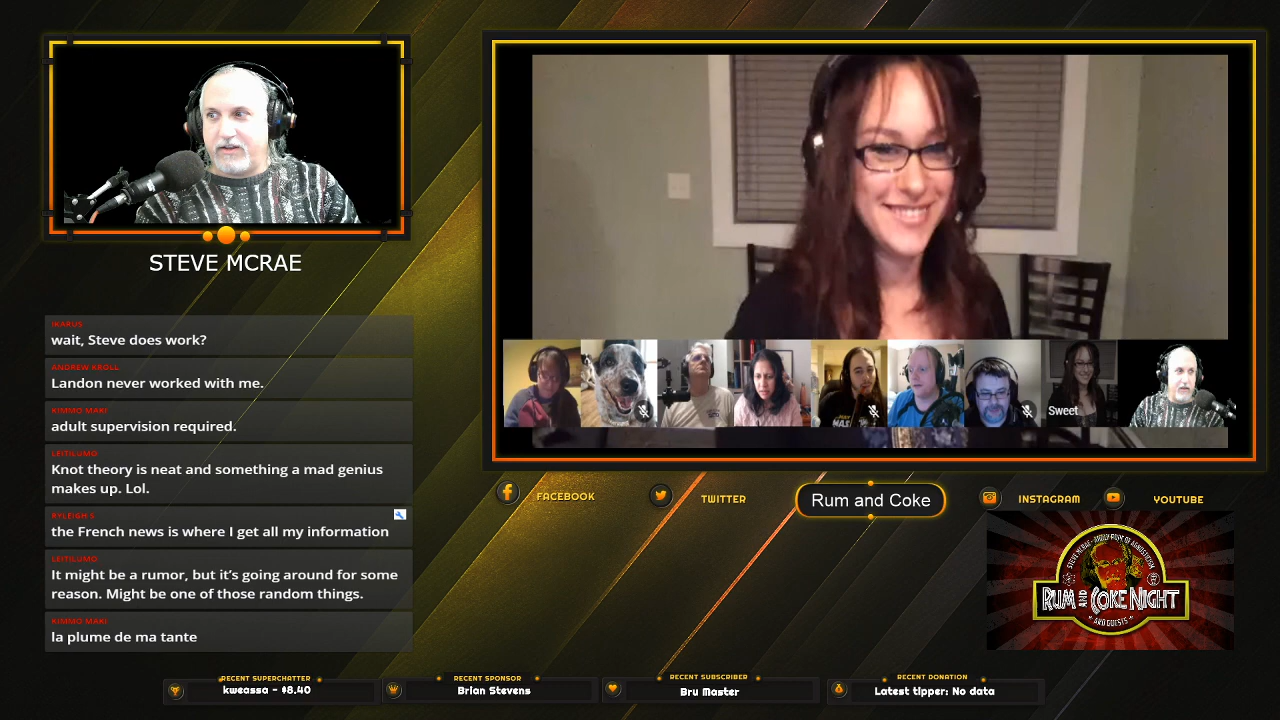 STEVE MCRAE
IKARUS
wait, Steve does work?
ANDREW KROLL
Landon never worked with me.
KIMMO MAKI
adult supervision required.
LEITILUMO
Knot theory is neat and something a mad genius
makes up. Lol.
RYLEIGH S
the French news is where I get all my information
LEITILUMO
It might be a rumor, but it's going around for some
reason. Might be one of those random things.
KIMMO MAKI
la plume de ma tante
Sweet
FACEBOOK
TWITTER
Rum and Coke
INSTAGRAM
YOUTUBE
RUM AND COKE NIGHT
RECENT SUPERCHATTER
kweassa - $8.40
RECENT SPONSOR
Brian Stevens
RECENT SUBSCRIBER
Bru Master
RECENT DONATION
Latest tipper: No data